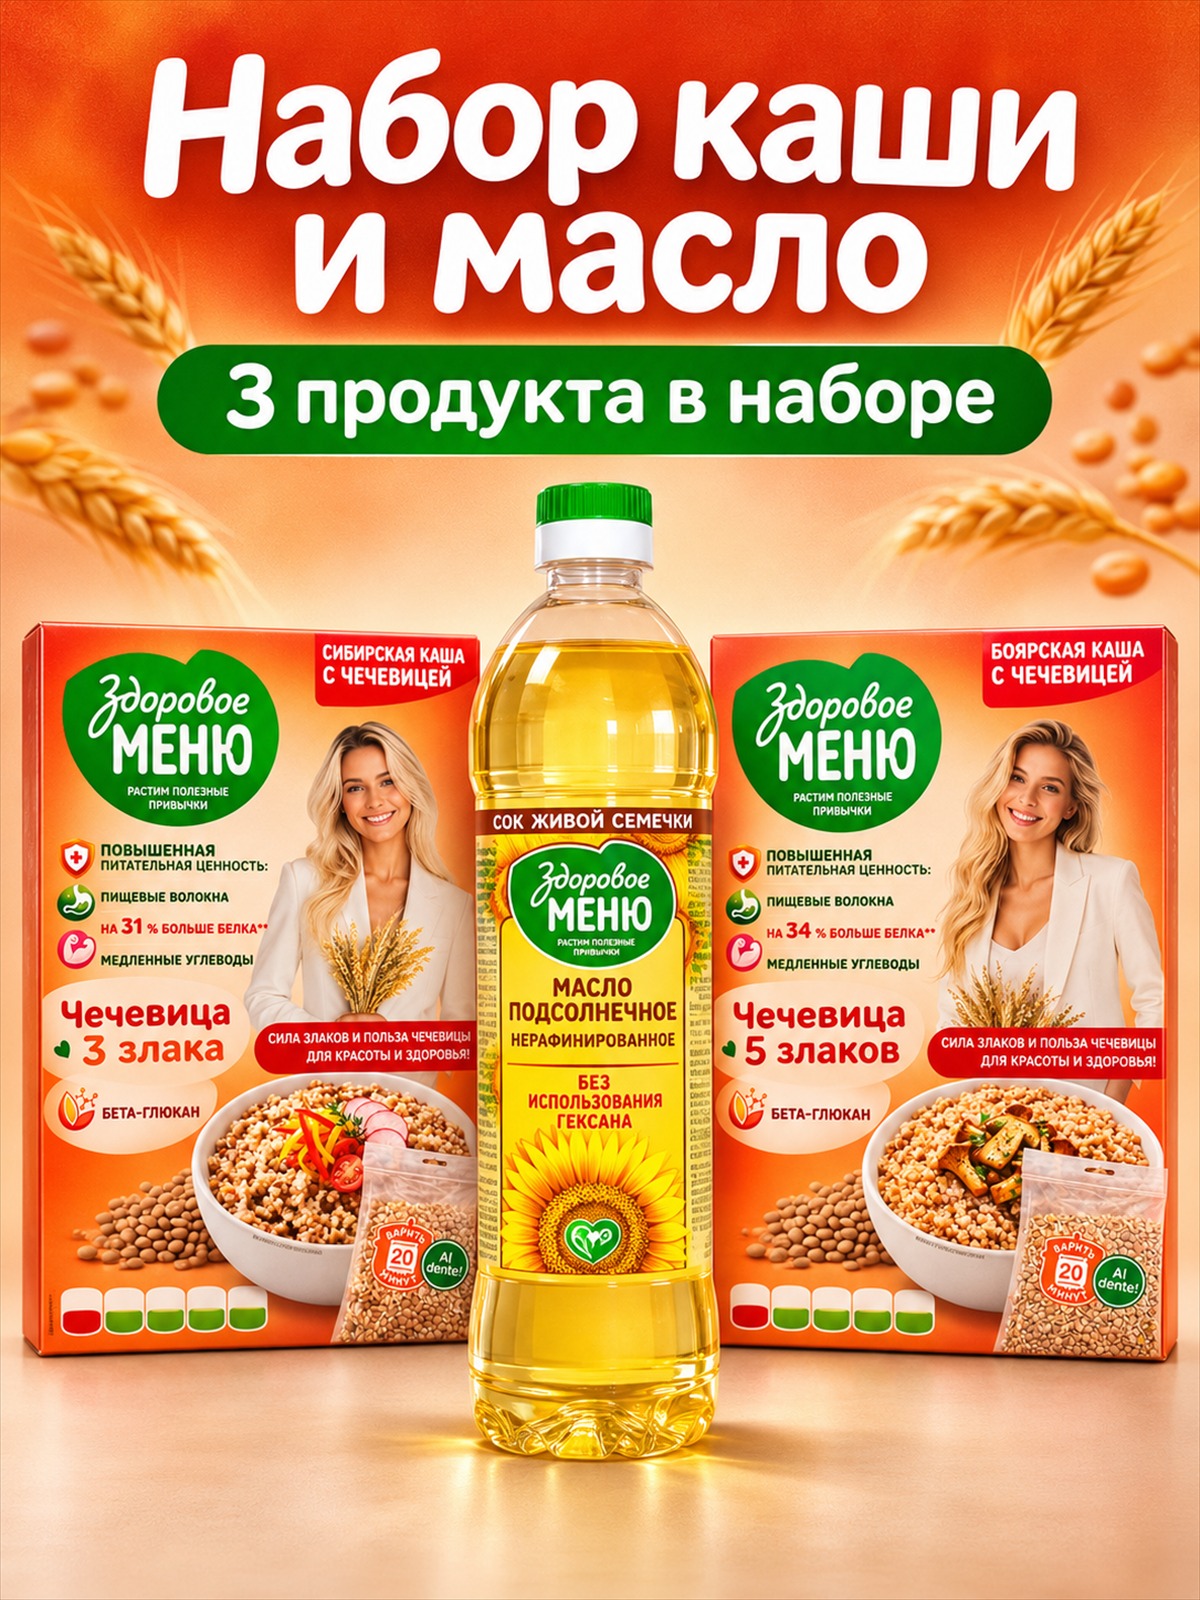 Набор каши
и масло
3 продукта в наборе
СИБИРСКАЯ КАША
С ЧЕЧЕВИЦЕЙ
Здоровое
МЕНЮ
РАСТИМ ПОЛЕЗНЫЕ
ПРИВЫЧКИ
ПОВЫШЕННАЯ
ПИТАТЕЛЬНАЯ ЦЕННОСТЬ:
ПИЩЕВЫЕ ВОЛОКНА
НА 31 % БОЛЬШЕ БЕЛКА**
МЕДЛЕННЫЕ УГЛЕВОДЫ
Чечевица
3 злака
СИЛА ЗЛАКОВ И ПОЛЬЗА ЧЕЧЕВИЦЫ
ДЛЯ КРАСОТЫ И ЗДОРОВЬЯ!
БЕТА-ГЛЮКАН
ВАРИТЬ
20
МИНУТ
Al
dente!
СОК ЖИВОЙ СЕМЕЧКИ
Здоровое
МЕНЮ
РАСТИМ ПОЛЕЗНЫЕ
ПРИВЫЧКИ
МАСЛО
ПОДСОЛНЕЧНОЕ
НЕРАФИНИРОВАННОЕ
БЕЗ
ИСПОЛЬЗОВАНИЯ
ГЕКСАНА
БОЯРСКАЯ КАША
С ЧЕЧЕВИЦЕЙ
Здоровое
МЕНЮ
РАСТИМ ПОЛЕЗНЫЕ
ПРИВЫЧКИ
ПОВЫШЕННАЯ
ПИТАТЕЛЬНАЯ ЦЕННОСТЬ:
ПИЩЕВЫЕ ВОЛОКНА
НА 34 % БОЛЬШЕ БЕЛКА**
МЕДЛЕННЫЕ УГЛЕВОДЫ
Чечевица
5 злаков
СИЛА ЗЛАКОВ И ПОЛЬЗА ЧЕЧЕВИЦЫ
ДЛЯ КРАСОТЫ И ЗДОРОВЬЯ!
БЕТА-ГЛЮКАН
ВАРИТЬ
20
МИНУТ
Al
dente!